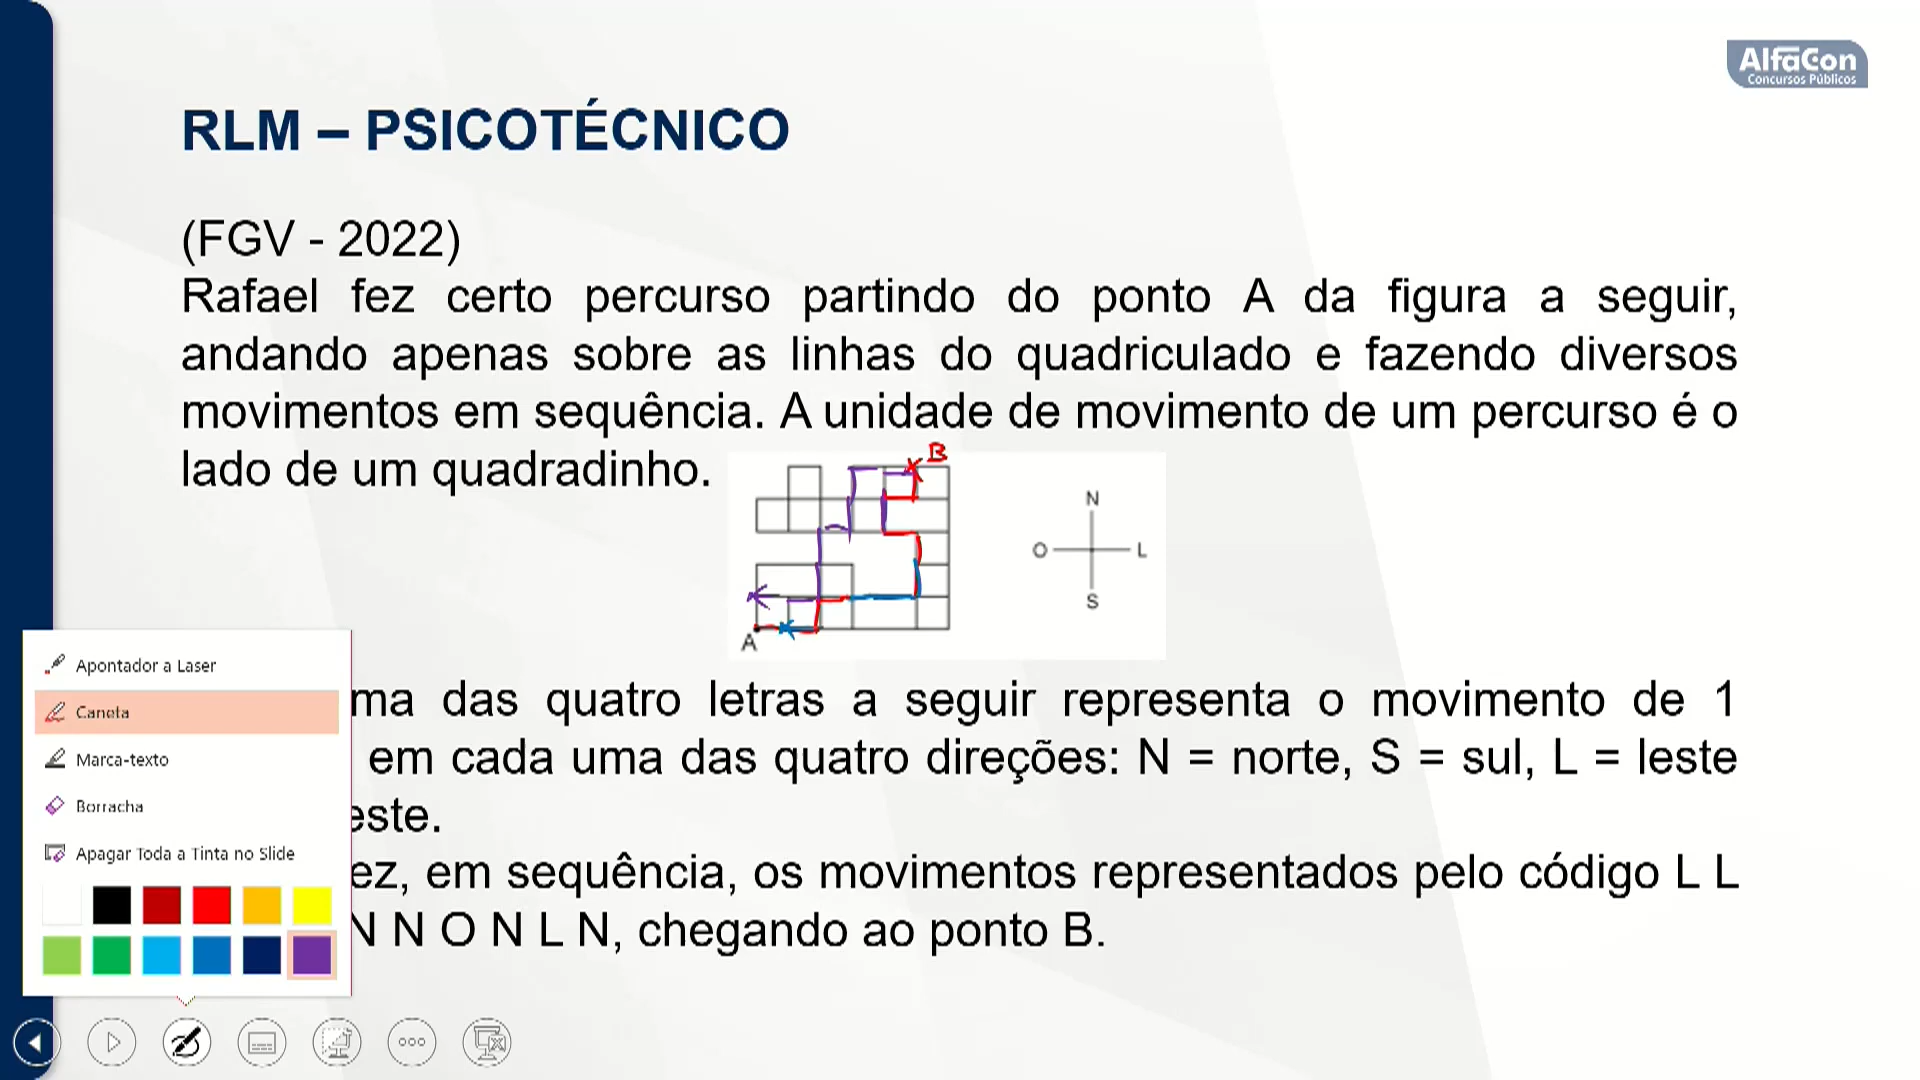 AlfaCon
Concursos Públicos
RLM – PSICOTÉCNICO
(FGV - 2022)
Rafael fez certo percurso partindo do ponto A da figura a seguir,
andando apenas sobre as linhas do quadriculado e fazendo diversos
movimentos em sequência. A unidade de movimento de um percurso é o
lado de um quadradinho.
B
N
O L
S
A
Apontador a Laser
Caneta
Marca-texto
Borracha
Apagar Toda a Tinta no Slide
ma das quatro letras a seguir representa o movimento de 1
em cada uma das quatro direções: N = norte, S = sul, L = leste
este.
ez, em sequência, os movimentos representados pelo código L L
N N O N L N, chegando ao ponto B.